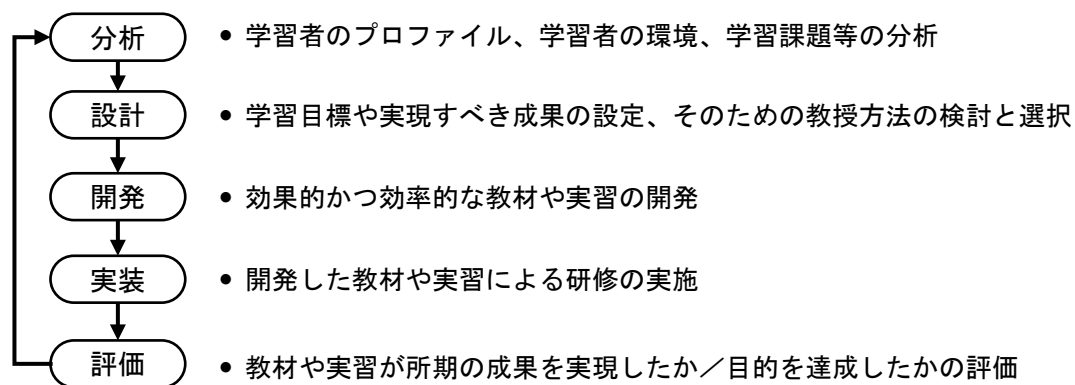 分析 • 学習者のプロファイル、学習者の環境、学習課題等の分析
設計 • 学習目標や実現すべき成果の設定、そのための教授方法の検討と選択
開発 • 効果的かつ効率的な教材や実習の開発
実装 • 開発した教材や実習による研修の実施
評価 • 教材や実習が所期の成果を実現したか／目的を達成したかの評価